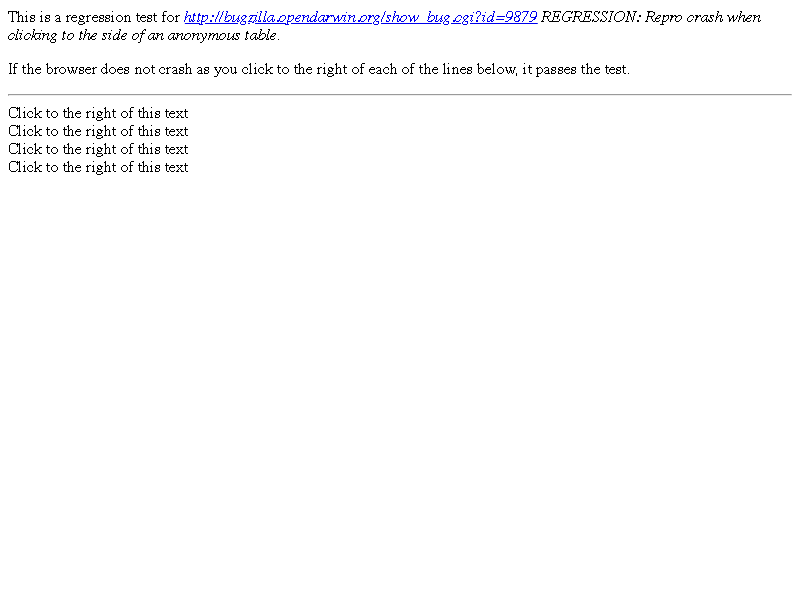 This is a regression test for http://bugzilla.opendarwin.org/show_bug.cgi?id=9879 REGRESSION: Repro crash when
clicking to the side of an anonymous table.
If the browser does not crash as you click to the right of each of the lines below, it passes the test.
Click to the right of this text
Click to the right of this text
Click to the right of this text
Click to the right of this text